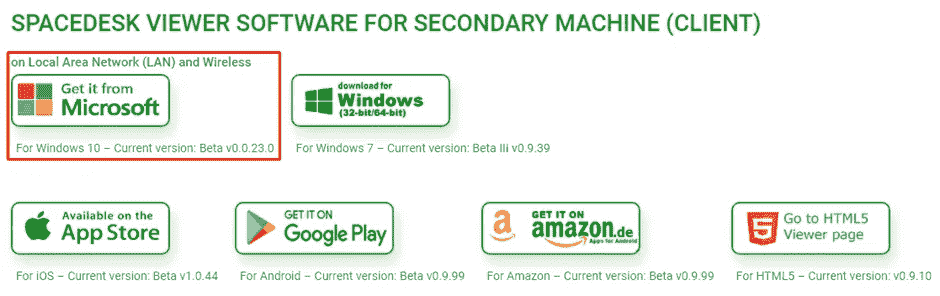 SPACEDESK VIEWER SOFTWARE FOR SECONDARY MACHINE (CLIENT)
on Local Area Network (LAN) and Wireless
Get it from
Microsoft
For Windows 10 – Current version: Beta v0.0.23.0
download for
Windows
(32-bit/64-bit)
For Windows 7 – Current version: Beta IIi v0.9.39
Available on the
App Store
For iOS – Current version: Beta v1.0.44
GET IT ON
Google Play
For Android – Current version: Beta v0.9.99
a
GET IT ON
amazon.de
Apps for Android
For Amazon – Current version: Beta v0.9.99
5
Go to HTML5
Viewer page
For HTML5 – Current version: v0.9.10